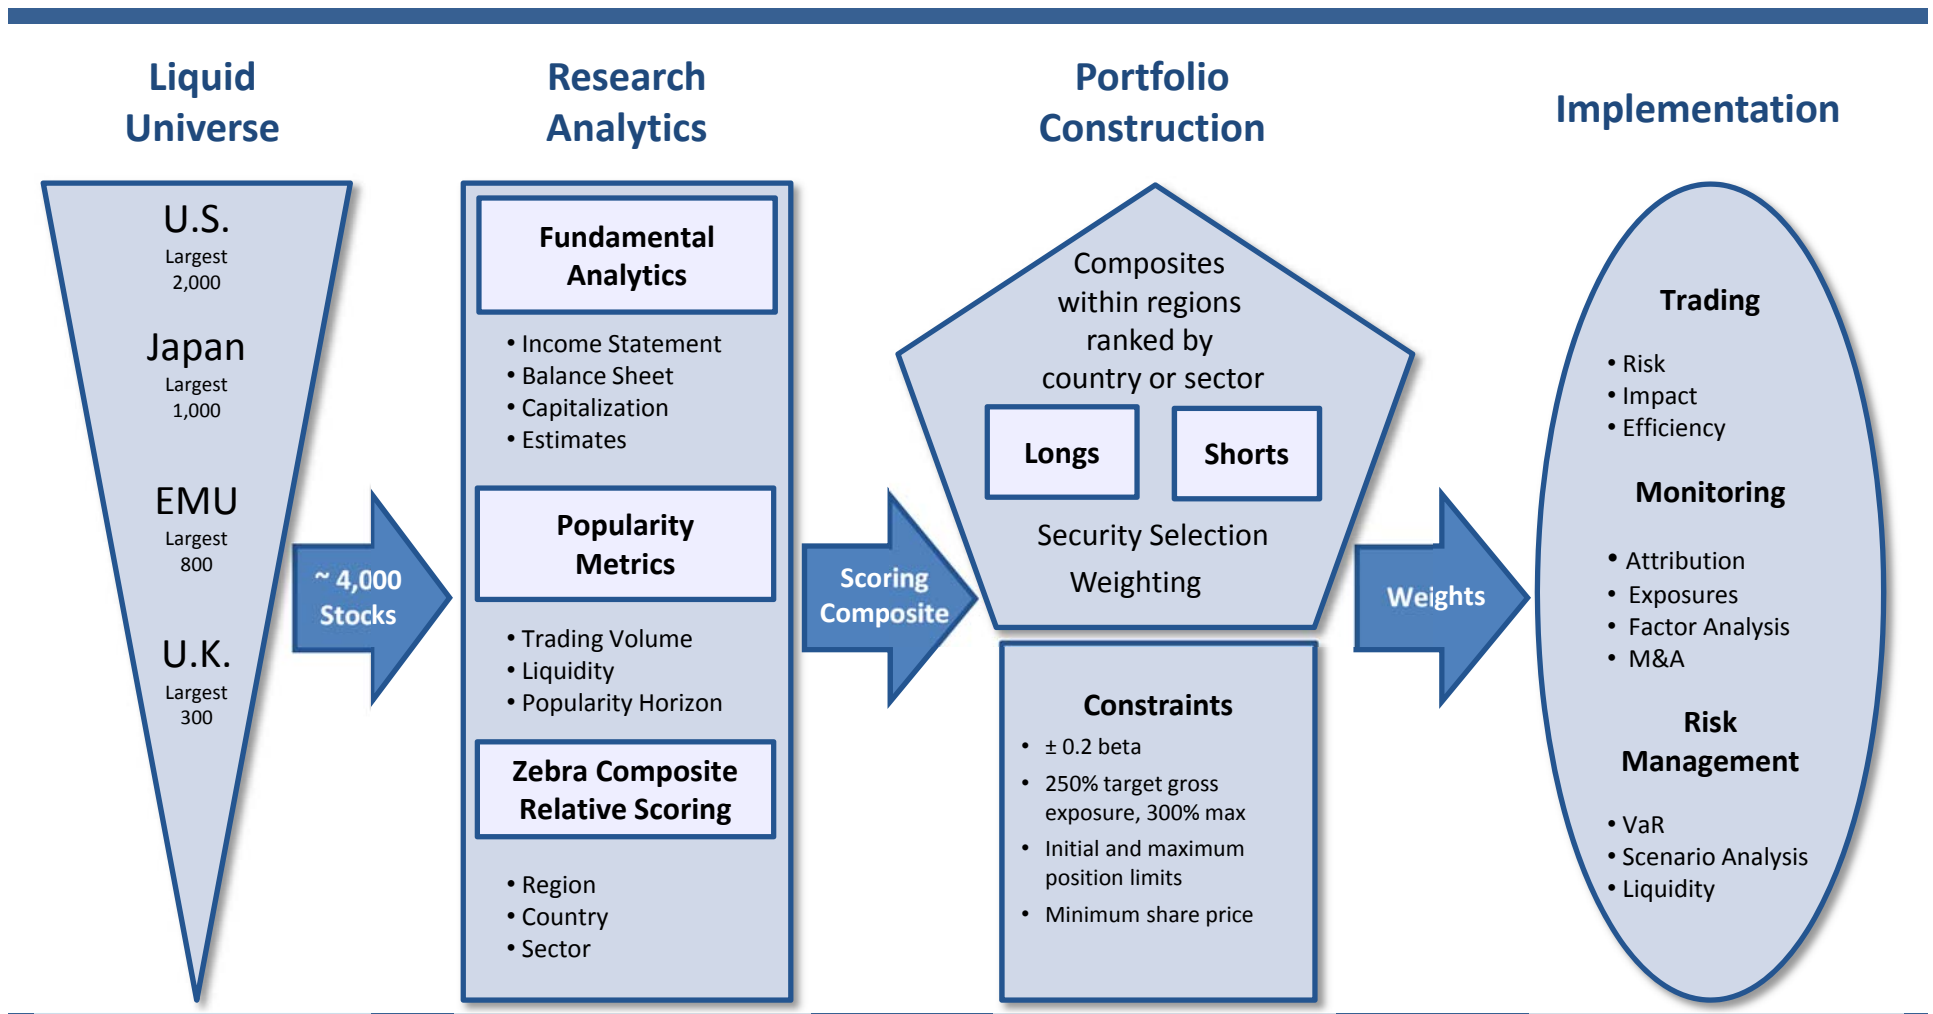 Liquid
Universe
U.S.
Largest
2,000
Japan
Largest
1,000
EMU
Largest
800
U.K.
Largest
300
~ 4,000
Stocks
Research
Analytics
Fundamental
Analytics
• Income Statement
• Balance Sheet
• Capitalization
• Estimates
Popularity
Metrics
• Trading Volume
• Liquidity
• Popularity Horizon
Zebra Composite
Relative Scoring
• Region
• Country
• Sector
Scoring
Composite
Portfolio
Construction
Composites
within regions
ranked by
country or sector
Longs
Shorts
Security Selection
Weighting
Constraints
• ± 0.2 beta
• 250% target gross
exposure, 300% max
• Initial and maximum
position limits
• Minimum share price
Weights
Implementation
Trading
• Risk
• Impact
• Efficiency
Monitoring
• Attribution
• Exposures
• Factor Analysis
• M&A
Risk
Management
• VaR
• Scenario Analysis
• Liquidity